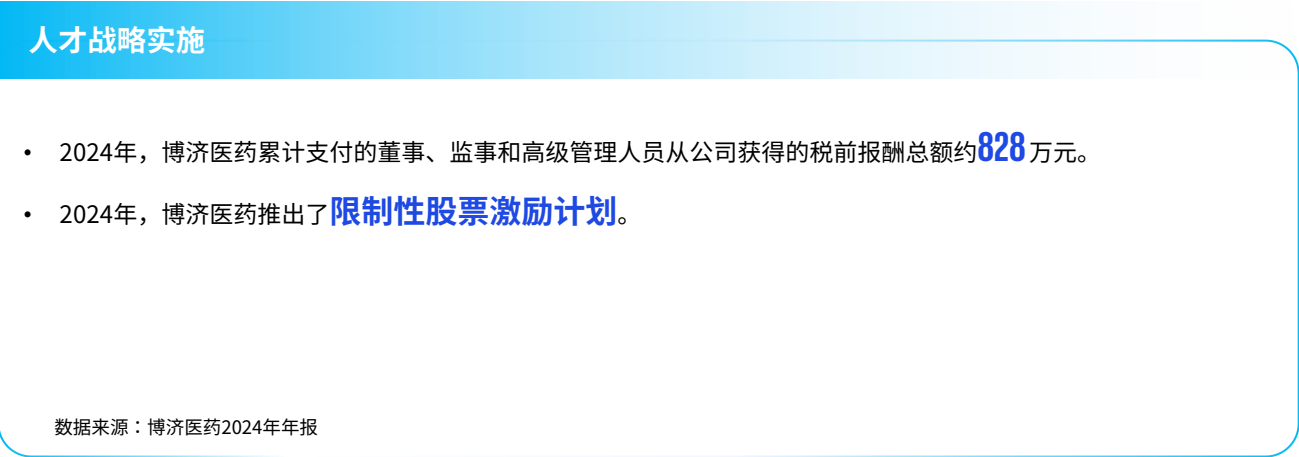 人才战略实施
• 2024年，博济医药累计支付的董事、监事和高级管理人员从公司获得的税前报酬总额约828万元。
• 2024年，博济医药推出了限制性股票激励计划。
数据来源：博济医药2024年年报